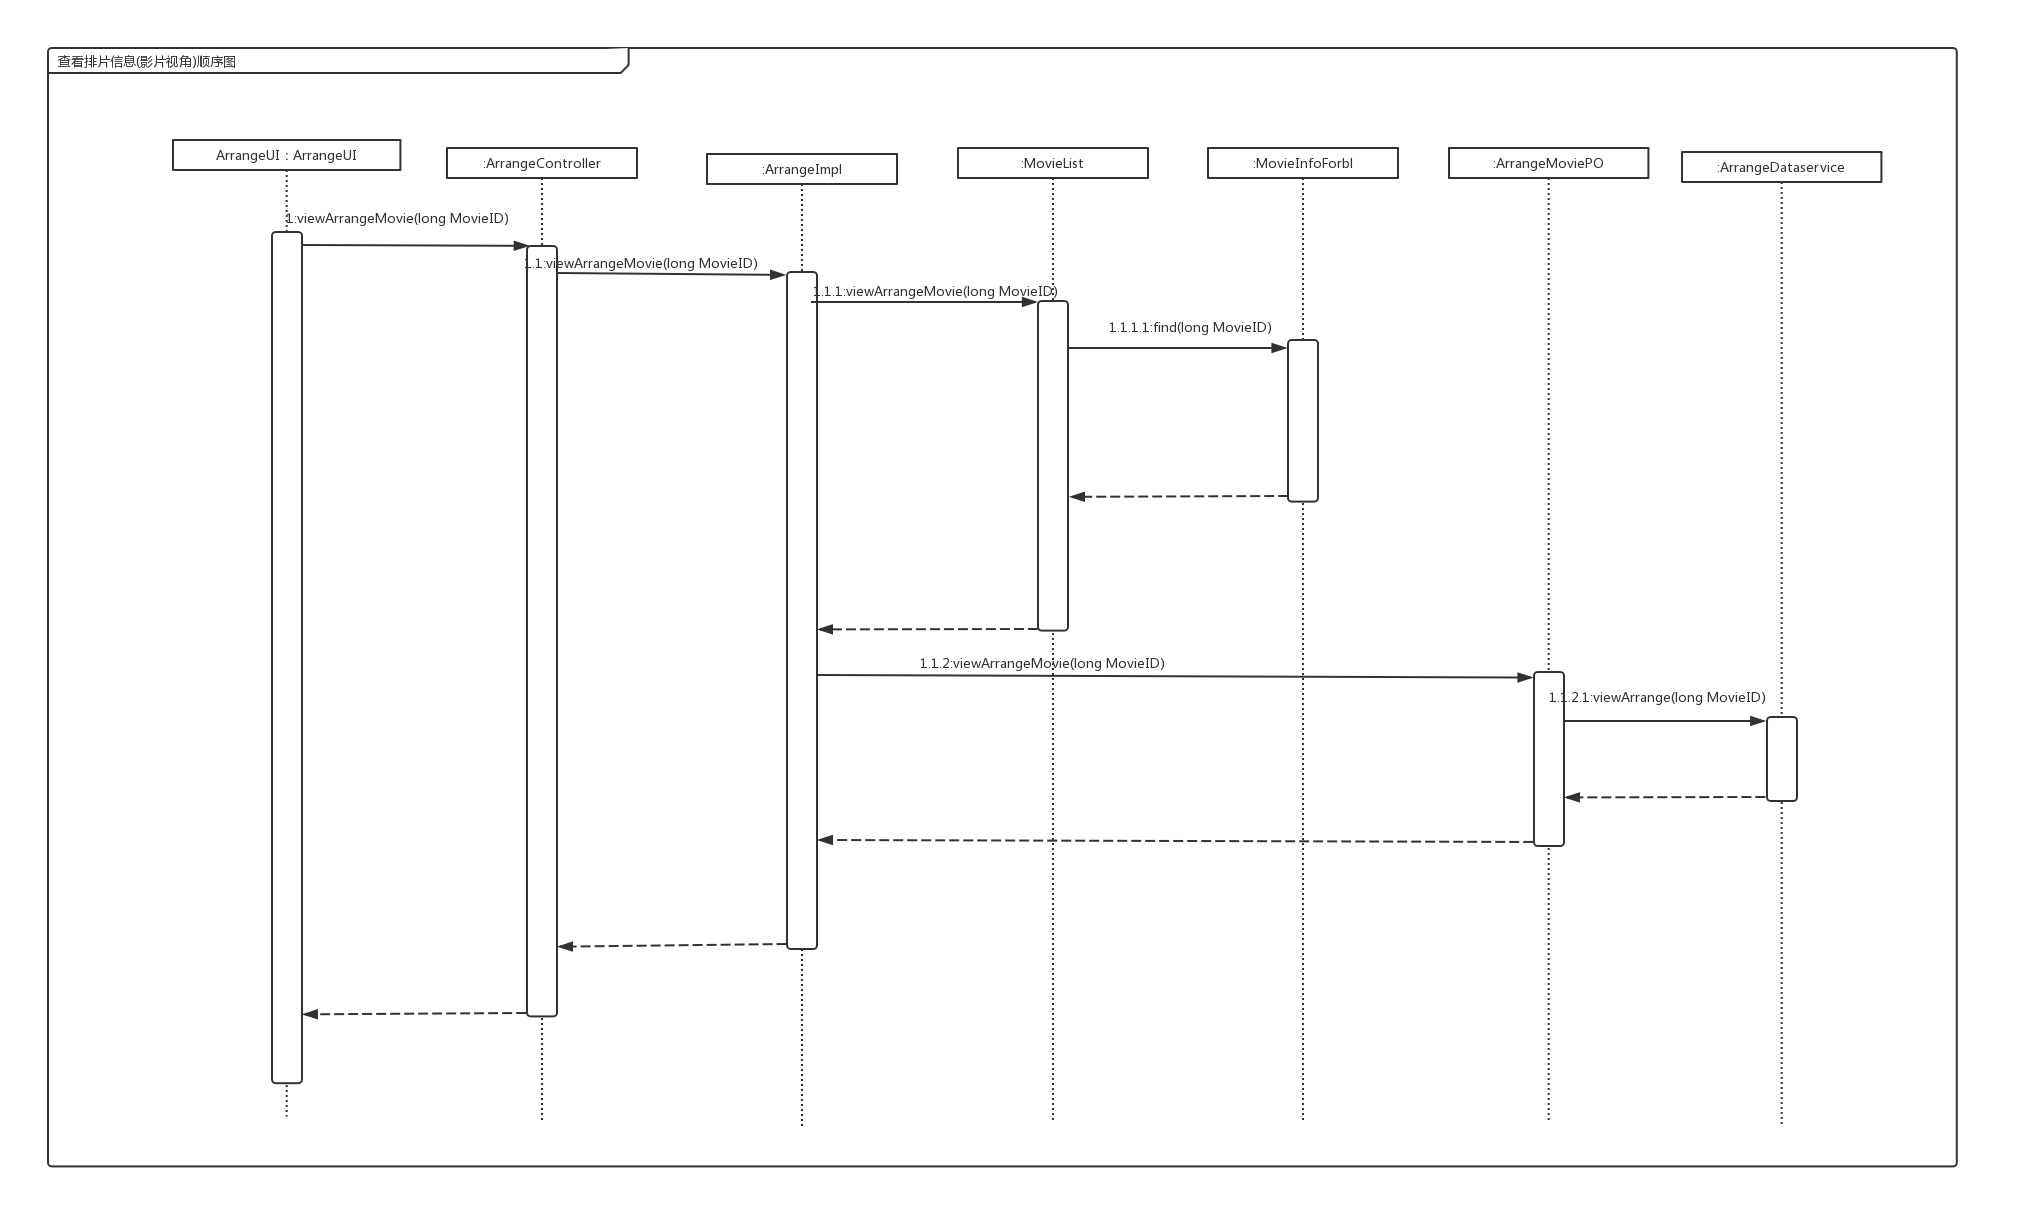 查看排片信息(影片视角)顺序图
ArrangeUI : ArrangeUI
:ArrangeController
:ArrangeImpl
:MovieList
:MovieInfoForbl
:ArrangeMoviePO
:ArrangeDataservice
1:viewArrangeMovie(long MovieID)
1.1:viewArrangeMovie(long MovieID)
1.1.1:viewArrangeMovie(long MovieID)
1.1.1.1:find(long MovieID)
1.1.2:viewArrangeMovie(long MovieID)
1.1.2.1:viewArrange(long MovieID)